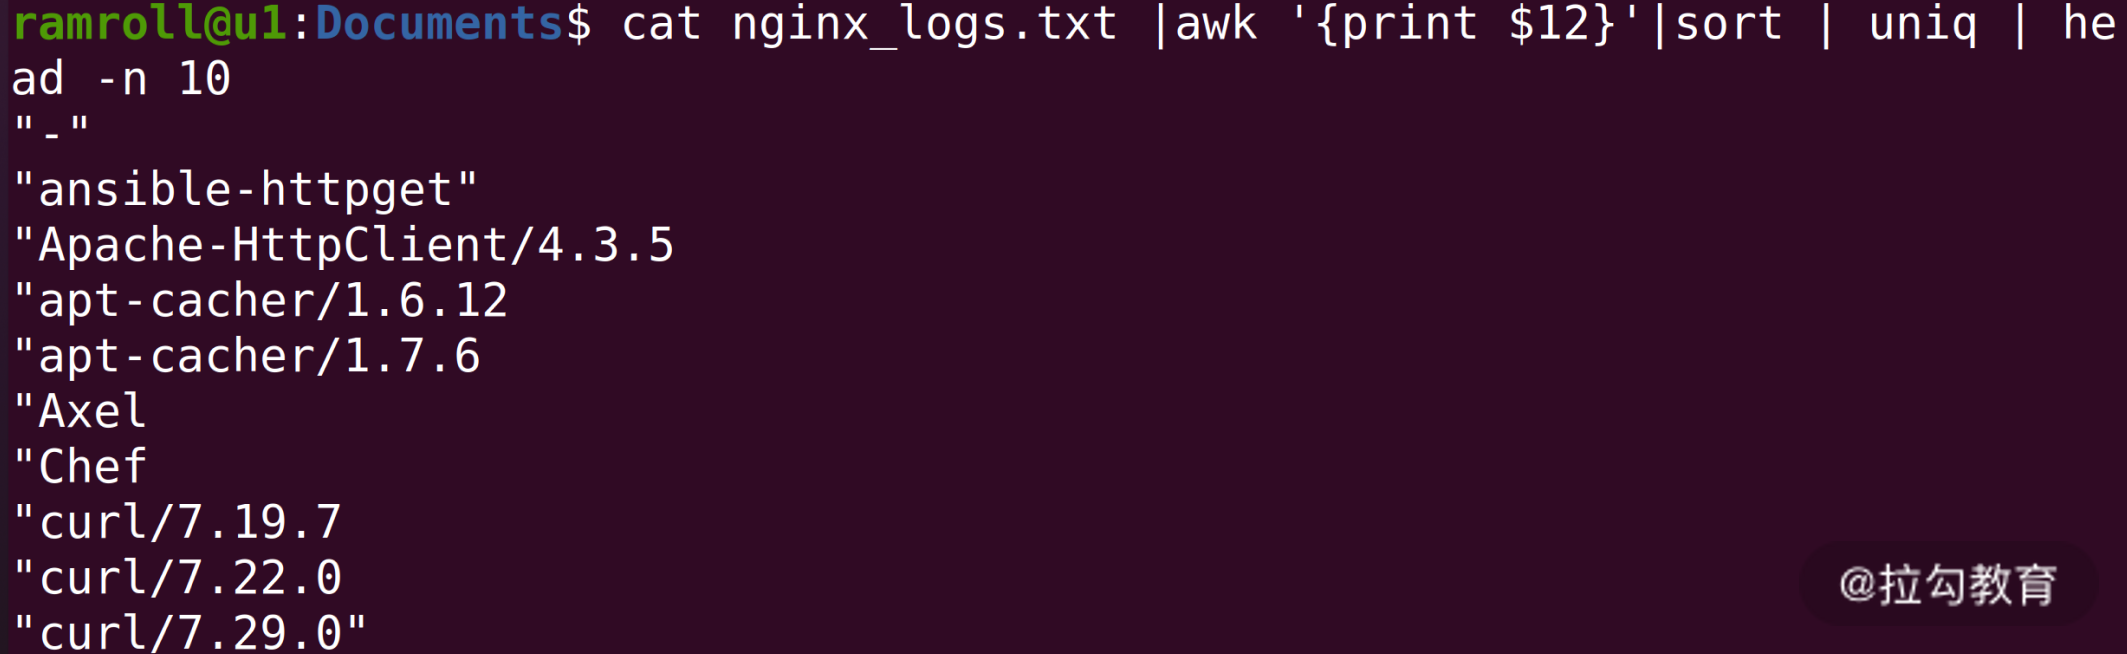 ramroll@u1:Documents$ cat nginx_logs.txt |awk '{print $12}'|sort | uniq | he
ad -n 10
"-"
"ansible-httpget"
"Apache-HttpClient/4.3.5
"apt-cacher/1.6.12
"apt-cacher/1.7.6
"Axel
"Chef
"curl/7.19.7
"curl/7.22.0
"curl/7.29.0"
@拉勾教育